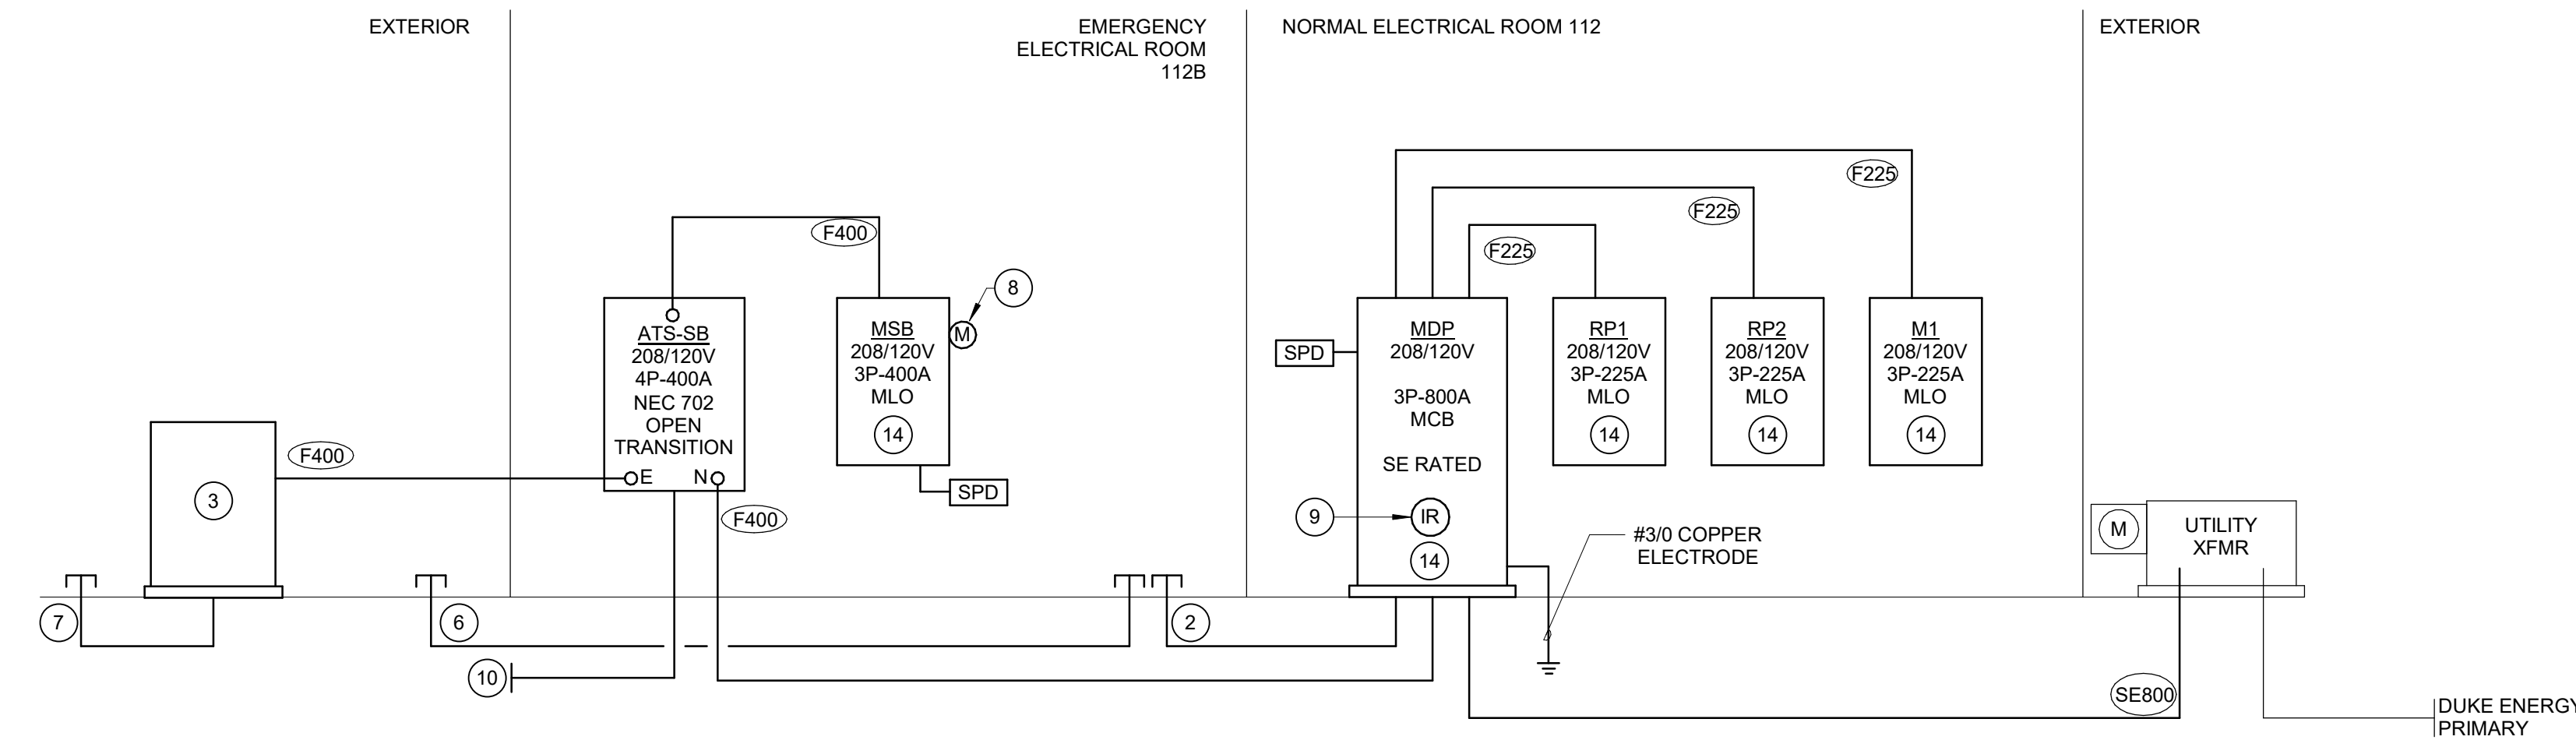 EXTERIOR
EMERGENCY
ELECTRICAL ROOM
112B
NORMAL ELECTRICAL ROOM 112
EXTERIOR
F225
F225
F225
F400
8
M
ATS-SB
208/120V
4P-400A
NEC 702
OPEN
TRANSITION
E
N
MSB
208/120V
3P-400A
MLO
14
SPD
SPD
MDP
208/120V
3P-800A
MCB
SE RATED
9
IR
14
RP1
208/120V
3P-225A
MLO
14
RP2
208/120V
3P-225A
MLO
14
M1
208/120V
3P-225A
MLO
14
F400
3
F400
#3/0 COPPER
ELECTRODE
M
UTILITY
XFMR
7
6
2
10
SE800
DUKE ENERGY
PRIMARY